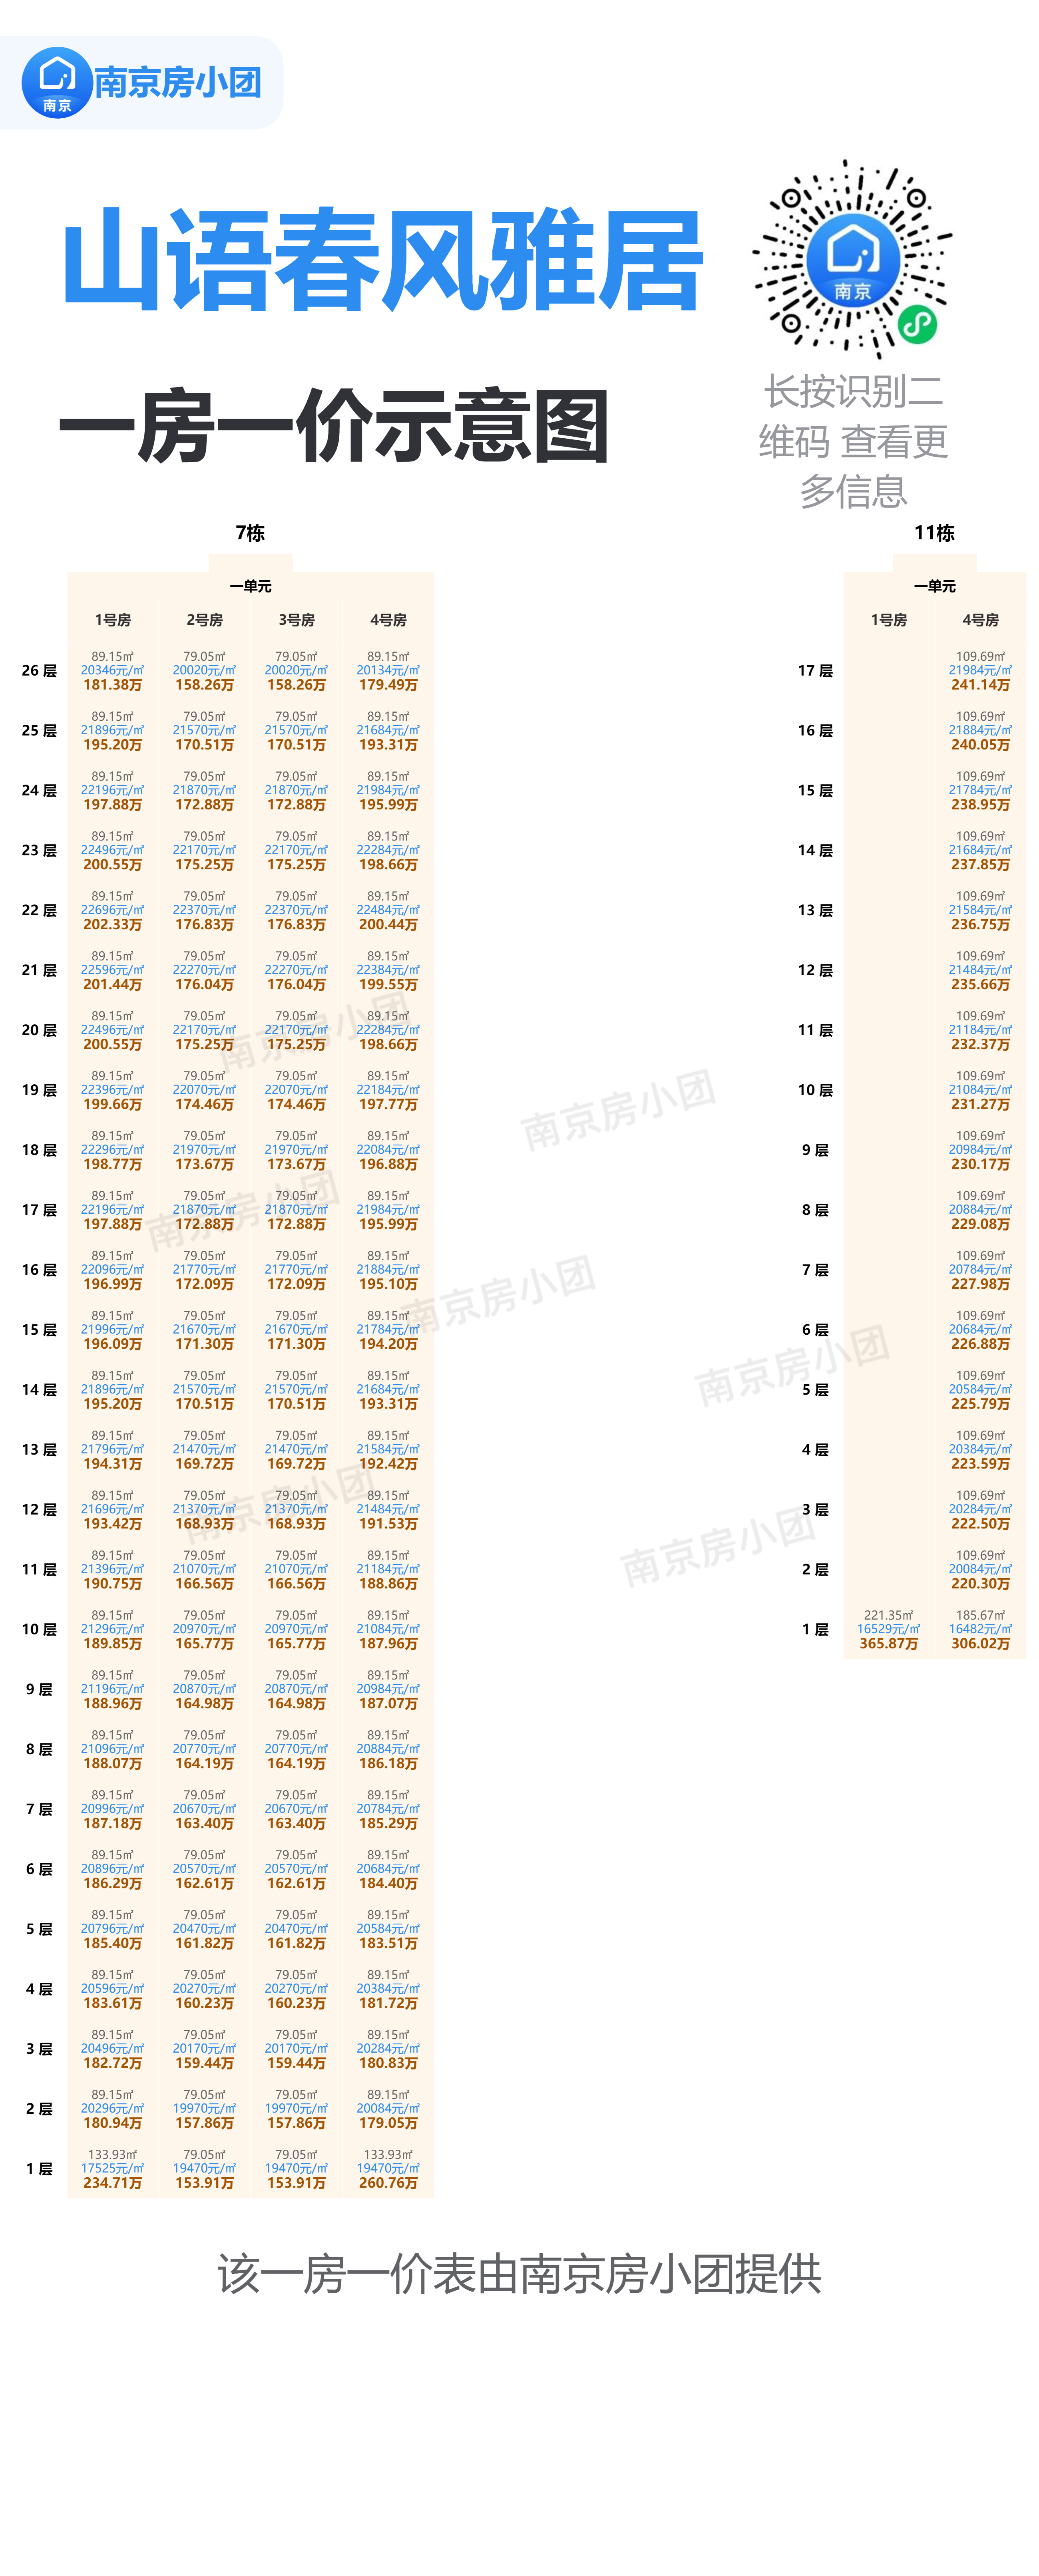 南京房小团
南京
山语春风雅居
一房一价示意图
南京
长按识别二
维码 查看更
多信息
7栋
一单元
1号房 2号房 3号房 4号房
89.15㎡ 79.05㎡ 79.05㎡ 89.15㎡
26 层 20346元/㎡ 20020元/㎡ 20020元/㎡ 20134元/㎡
181.38万 158.26万 158.26万 179.49万
89.15㎡ 79.05㎡ 79.05㎡ 89.15㎡
25 层 21896元/㎡ 21570元/㎡ 21570元/㎡ 21684元/㎡
195.20万 170.51万 170.51万 193.31万
89.15㎡ 79.05㎡ 79.05㎡ 89.15㎡
24 层 22196元/㎡ 21870元/㎡ 21870元/㎡ 21984元/㎡
197.88万 172.88万 172.88万 195.99万
89.15㎡ 79.05㎡ 79.05㎡ 89.15㎡
23 层 22496元/㎡ 22170元/㎡ 22170元/㎡ 22284元/㎡
200.55万 175.25万 175.25万 198.66万
89.15㎡ 79.05㎡ 79.05㎡ 89.15㎡
22 层 22696元/㎡ 22370元/㎡ 22370元/㎡ 22484元/㎡
202.33万 176.83万 176.83万 200.44万
89.15㎡ 79.05㎡ 79.05㎡ 89.15㎡
21 层 22596元/㎡ 22270元/㎡ 22270元/㎡ 22384元/㎡
201.44万 176.04万 176.04万 199.55万
89.15㎡ 79.05㎡ 79.05㎡ 89.15㎡
20 层 22496元/㎡ 22170元/㎡ 22170元/㎡ 22284元/㎡
200.55万 175.25万 175.25万 198.66万
89.15㎡ 79.05㎡ 79.05㎡ 89.15㎡
19 层 22396元/㎡ 22070元/㎡ 22070元/㎡ 22184元/㎡
199.66万 174.46万 174.46万 197.77万
89.15㎡ 79.05㎡ 79.05㎡ 89.15㎡
18 层 22296元/㎡ 21970元/㎡ 21970元/㎡ 22084元/㎡
198.77万 173.67万 173.67万 196.88万
89.15㎡ 79.05㎡ 79.05㎡ 89.15㎡
17 层 22196元/㎡ 21870元/㎡ 21870元/㎡ 21984元/㎡
197.88万 172.88万 172.88万 195.99万
89.15㎡ 79.05㎡ 79.05㎡ 89.15㎡
16 层 22096元/㎡ 21770元/㎡ 21770元/㎡ 21884元/㎡
196.99万 172.09万 172.09万 195.10万
89.15㎡ 79.05㎡ 79.05㎡ 89.15㎡
15 层 21996元/㎡ 21670元/㎡ 21670元/㎡ 21784元/㎡
196.09万 171.30万 171.30万 194.20万
89.15㎡ 79.05㎡ 79.05㎡ 89.15㎡
14 层 21896元/㎡ 21570元/㎡ 21570元/㎡ 21684元/㎡
195.20万 170.51万 170.51万 193.31万
89.15㎡ 79.05㎡ 79.05㎡ 89.15㎡
13 层 21796元/㎡ 21470元/㎡ 21470元/㎡ 21584元/㎡
194.31万 169.72万 169.72万 192.42万
89.15㎡ 79.05㎡ 79.05㎡ 89.15㎡
12 层 21696元/㎡ 21370元/㎡ 21370元/㎡ 21484元/㎡
193.42万 168.93万 168.93万 191.53万
89.15㎡ 79.05㎡ 79.05㎡ 89.15㎡
11 层 21396元/㎡ 21070元/㎡ 21070元/㎡ 21184元/㎡
190.75万 166.56万 166.56万 188.86万
89.15㎡ 79.05㎡ 79.05㎡ 89.15㎡
10 层 21296元/㎡ 20970元/㎡ 20970元/㎡ 21084元/㎡
189.85万 165.77万 165.77万 187.96万
89.15㎡ 79.05㎡ 79.05㎡ 89.15㎡
9 层 21196元/㎡ 20870元/㎡ 20870元/㎡ 20984元/㎡
188.96万 164.98万 164.98万 187.07万
89.15㎡ 79.05㎡ 79.05㎡ 89.15㎡
8 层 21096元/㎡ 20770元/㎡ 20770元/㎡ 20884元/㎡
188.07万 164.19万 164.19万 186.18万
89.15㎡ 79.05㎡ 79.05㎡ 89.15㎡
7 层 20996元/㎡ 20670元/㎡ 20670元/㎡ 20784元/㎡
187.18万 163.40万 163.40万 185.29万
89.15㎡ 79.05㎡ 79.05㎡ 89.15㎡
6 层 20896元/㎡ 20570元/㎡ 20570元/㎡ 20684元/㎡
186.29万 162.61万 162.61万 184.40万
89.15㎡ 79.05㎡ 79.05㎡ 89.15㎡
5 层 20796元/㎡ 20470元/㎡ 20470元/㎡ 20584元/㎡
185.40万 161.82万 161.82万 183.51万
89.15㎡ 79.05㎡ 79.05㎡ 89.15㎡
4 层 20596元/㎡ 20270元/㎡ 20270元/㎡ 20384元/㎡
183.61万 160.23万 160.23万 181.72万
89.15㎡ 79.05㎡ 79.05㎡ 89.15㎡
3 层 20496元/㎡ 20170元/㎡ 20170元/㎡ 20284元/㎡
182.72万 159.44万 159.44万 180.83万
89.15㎡ 79.05㎡ 79.05㎡ 89.15㎡
2 层 20296元/㎡ 19970元/㎡ 19970元/㎡ 20084元/㎡
180.94万 157.86万 157.86万 179.05万
133.93㎡ 79.05㎡ 79.05㎡ 133.93㎡
1 层 17525元/㎡ 19470元/㎡ 19470元/㎡ 19470元/㎡
234.71万 153.91万 153.91万 260.76万
11栋
一单元
1号房 4号房
109.69㎡
17 层 21984元/㎡
241.14万
109.69㎡
16 层 21884元/㎡
240.05万
109.69㎡
15 层 21784元/㎡
238.95万
109.69㎡
14 层 21684元/㎡
237.85万
109.69㎡
13 层 21584元/㎡
236.75万
109.69㎡
12 层 21484元/㎡
235.66万
109.69㎡
11 层 21184元/㎡
232.37万
109.69㎡
10 层 21084元/㎡
231.27万
109.69㎡
9 层 20984元/㎡
230.17万
109.69㎡
8 层 20884元/㎡
229.08万
109.69㎡
7 层 20784元/㎡
227.98万
109.69㎡
6 层 20684元/㎡
226.88万
109.69㎡
5 层 20584元/㎡
225.79万
109.69㎡
4 层 20384元/㎡
223.59万
109.69㎡
3 层 20284元/㎡
222.50万
109.69㎡
2 层 20084元/㎡
220.30万
221.35㎡ 185.67㎡
1 层 16529元/㎡ 16482元/㎡
365.87万 306.02万
南京房小团
南京房小团
南京房小团
南京房小团
南京房小团
南京房小团
南京房小团
该一房一价表由南京房小团提供